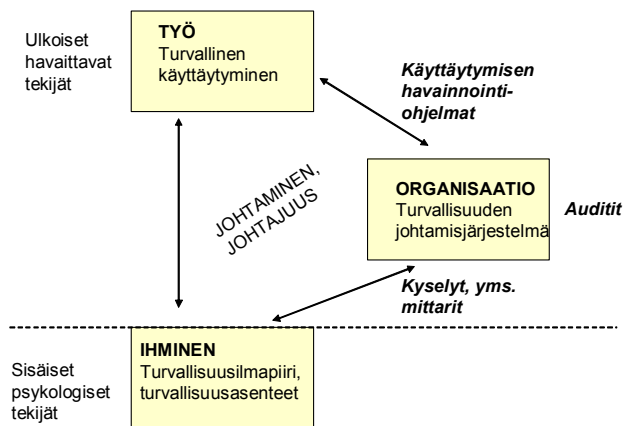 Ulkoiset
havaittavat
tekijät
TYÖ
Turvallinen
käyttäytyminen
Käyttäytymisen
havainnointi-
ohjelmat
JOHTAMINEN,
JOHTAJUUS
ORGANISAATIO
Turvallisuuden
johtamisjärjestelmä
Auditit
Kyselyt, yms.
mittarit
IHMINEN
Turvallisuusilmapiiri,
turvallisuusasenteet
Sisäiset
psykologiset
tekijät